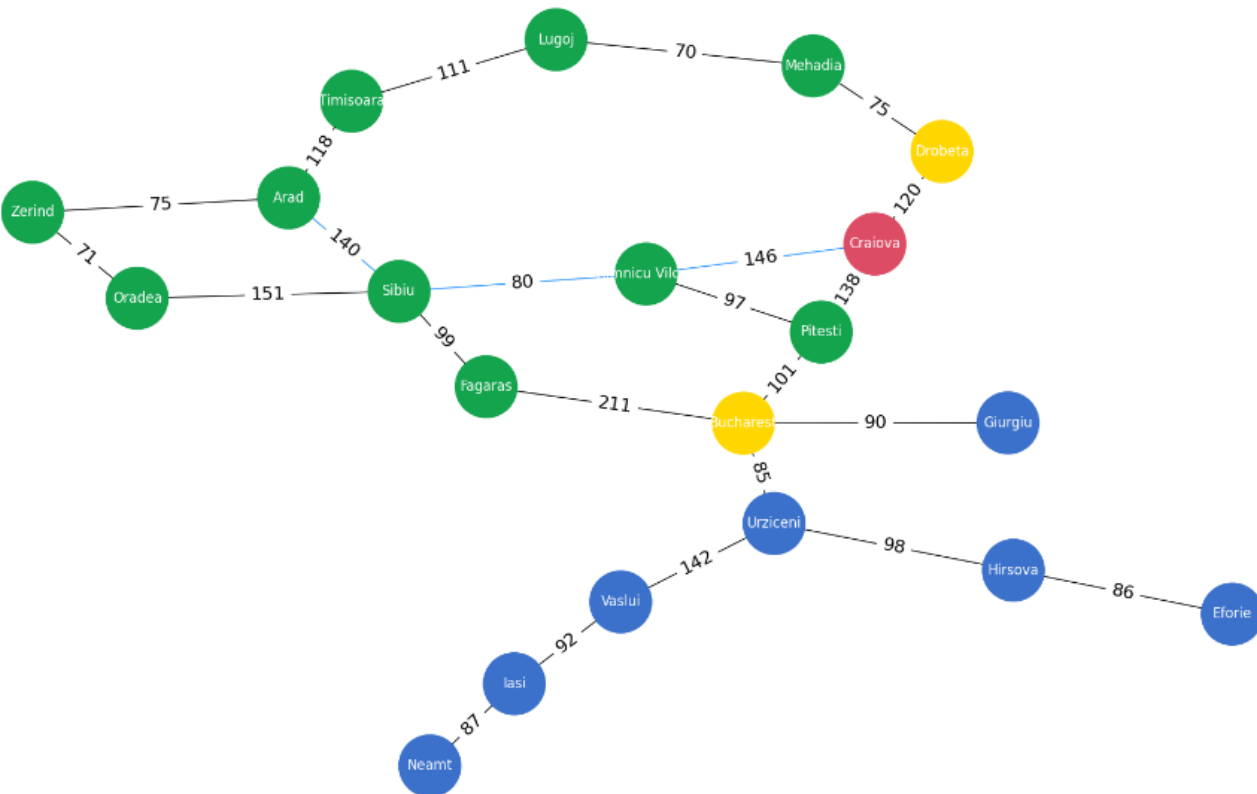 Lugoj
70
Mehadia
111
Timisoara
75
118
Drobeta
Arad
75
120
Zerind
140
Craiova
71
146
mnicu Vilc
80
Sibiu
151
Oradea
138
97
Pitesti
99
101
Fagaras
211
Bucharest
90
Giurgiu
85
Urziceni
98
142
Hirsova
86
Vaslui
Eforie
92
Iasi
87
Neamt